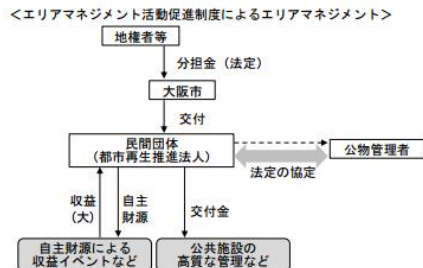 ＜エリアマネジメント活動促進制度によるエリアマネジメント＞
地権者等
分担金（法定）
大阪市
交付
民間団体
（都市再生推進法人）
公物管理者
法定の協定
収益
（大）
自主
財源
交付金
自主財源による
収益イベントなど
公共施設の
高質な管理など